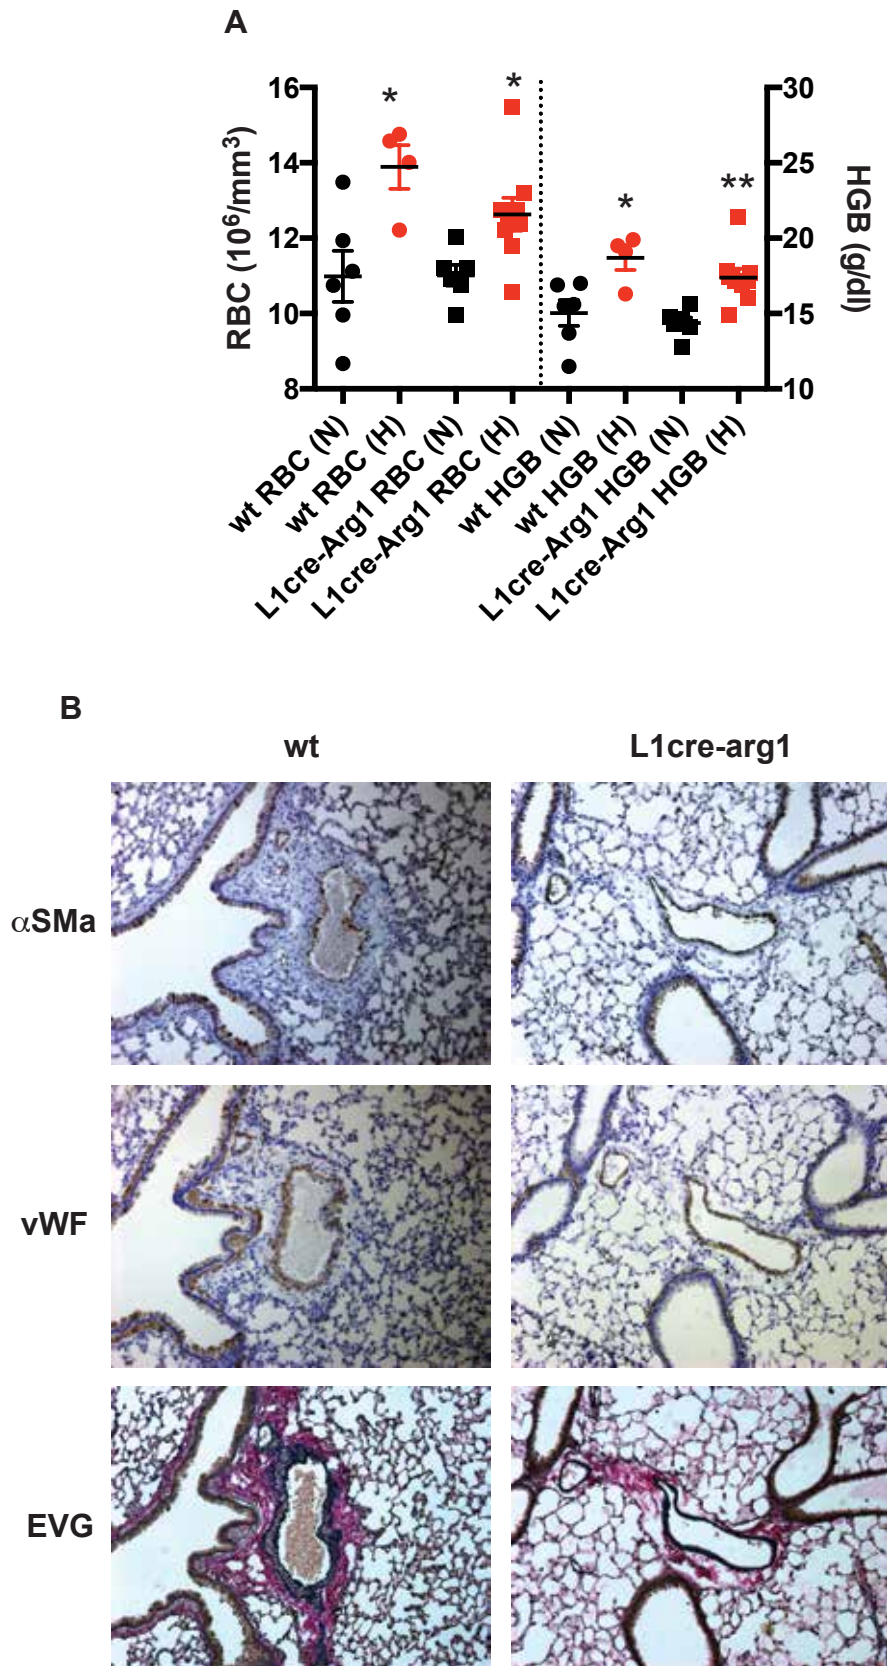 A
16
14
12
10
8
RBC (10⁶/mm³)
* * * **
30
25
20
15
10
HGB (g/dl)
wt RBC (N)
wt RBC (H)
L1cre-Arg1 RBC (N)
L1cre-Arg1 RBC (H)
wt HGB (N)
wt HGB (H)
L1cre-Arg1 HGB (N)
L1cre-Arg1 HGB (H)
B
wt
L1cre-arg1
αSMa
vWF
EVG